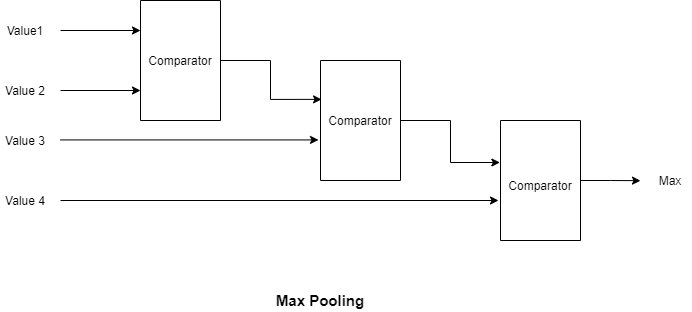 Value1
Comparator
Value 2
Comparator
Value 3
Comparator
Value 4
Max
Max Pooling